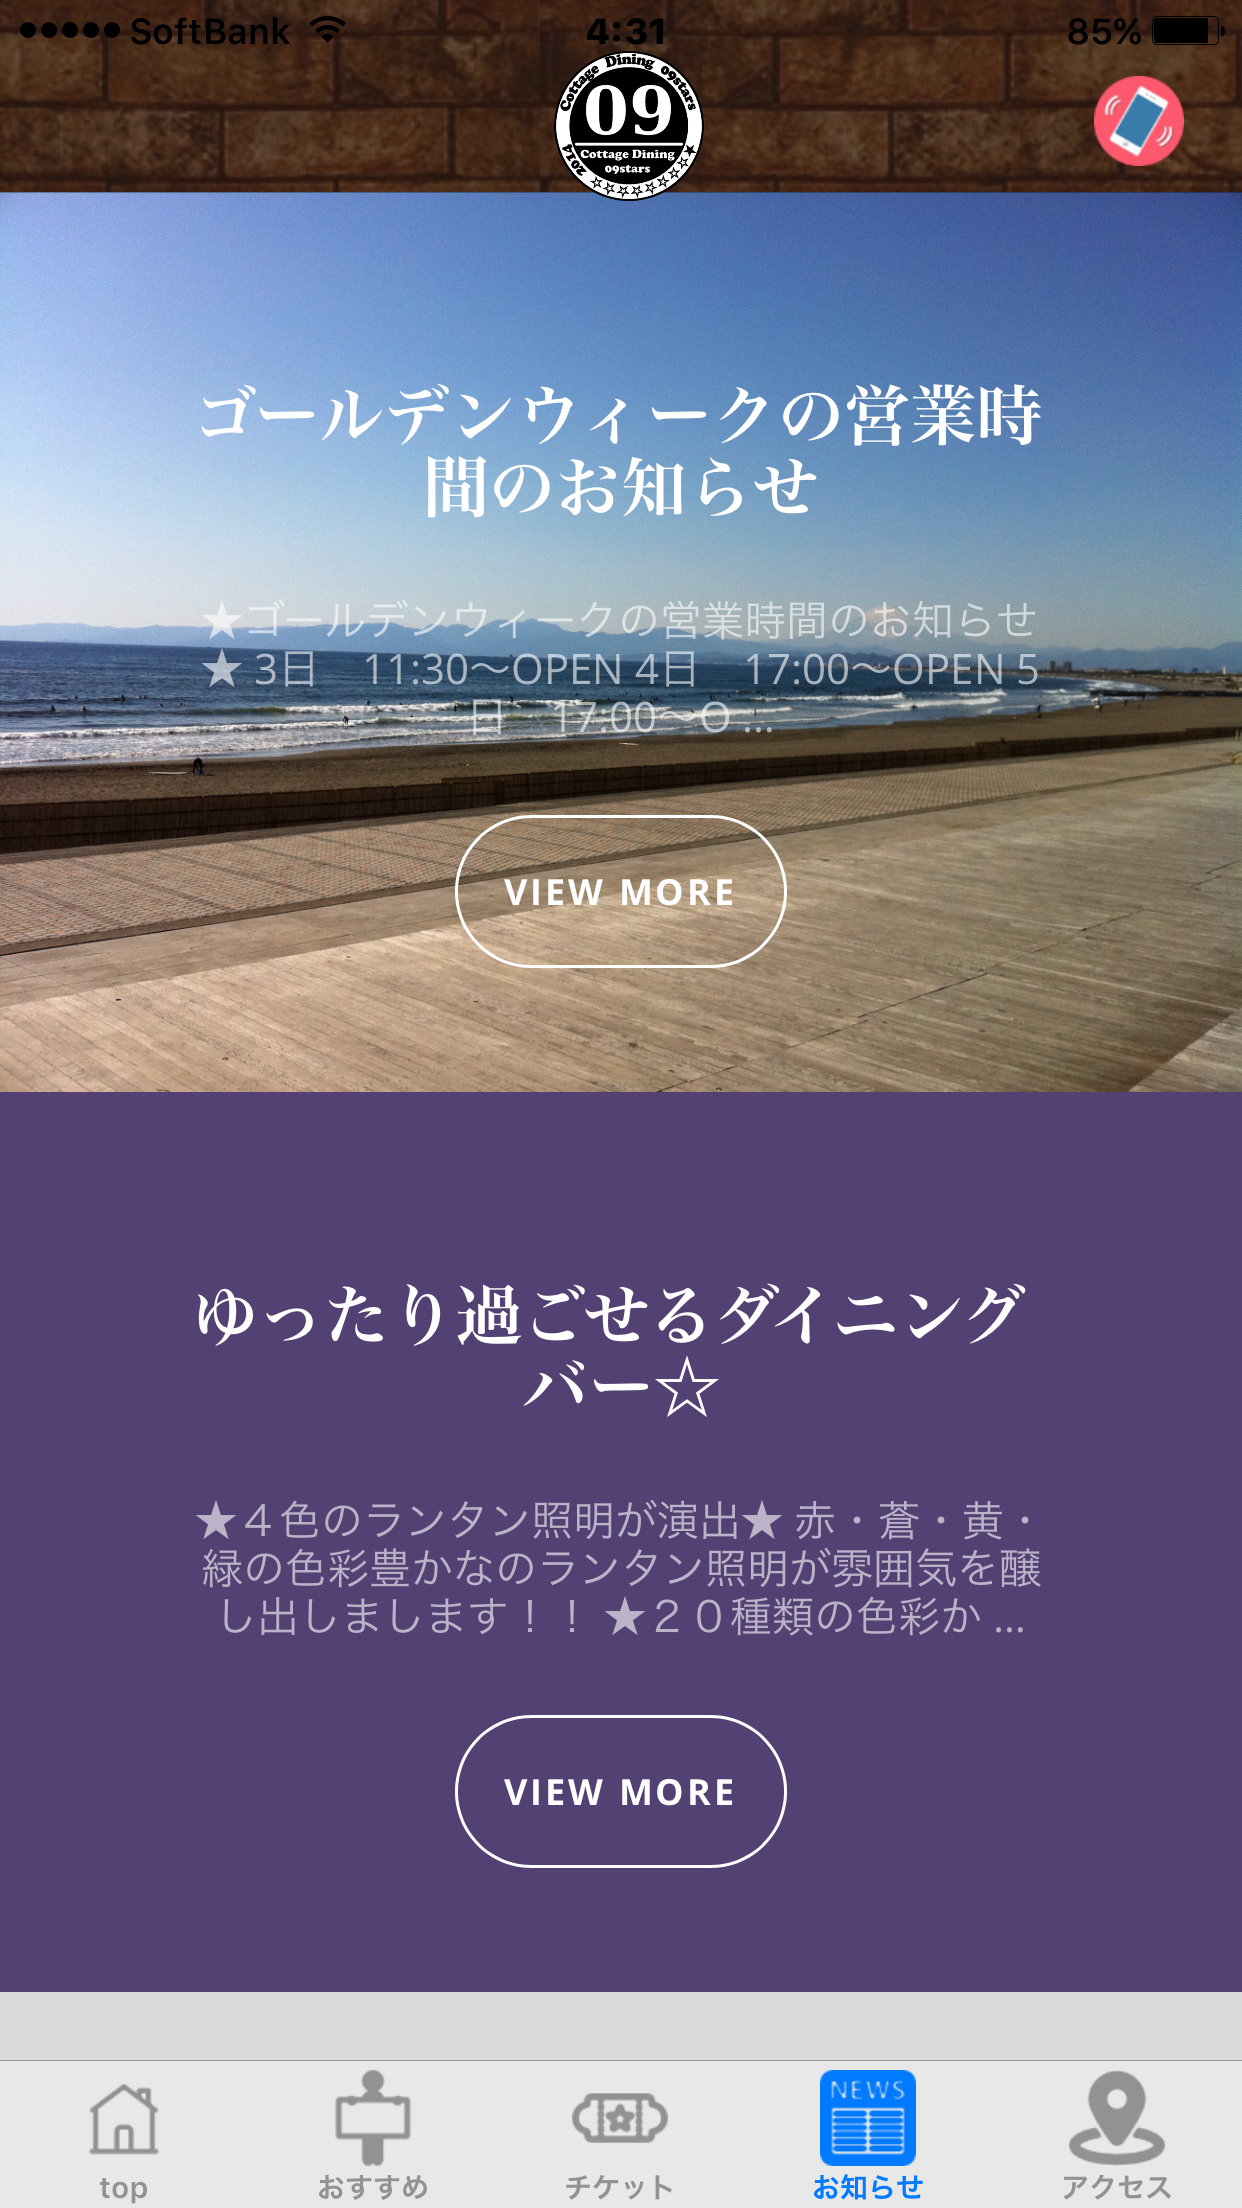 SoftBank 4:31 85%
Cottage Dining 09stars
09
Cottage Dining
09stars
2014
ゴールデンウィークの営業時
間のお知らせ
★ゴールデンウィークの営業時間のお知らせ
★ 3日　11:30〜OPEN 4日　17:00〜OPEN 5
日　17:00〜O ...
VIEW MORE
ゆったり過ごせるダイニング
バー☆
★４色のランタン照明が演出★ 赤・蒼・黄・
緑の色彩豊かなのランタン照明が雰囲気を醸
し出しまします！！ ★２０種類の色彩か ...
VIEW MORE
NEWS
top おすすめ チケット お知らせ アクセス